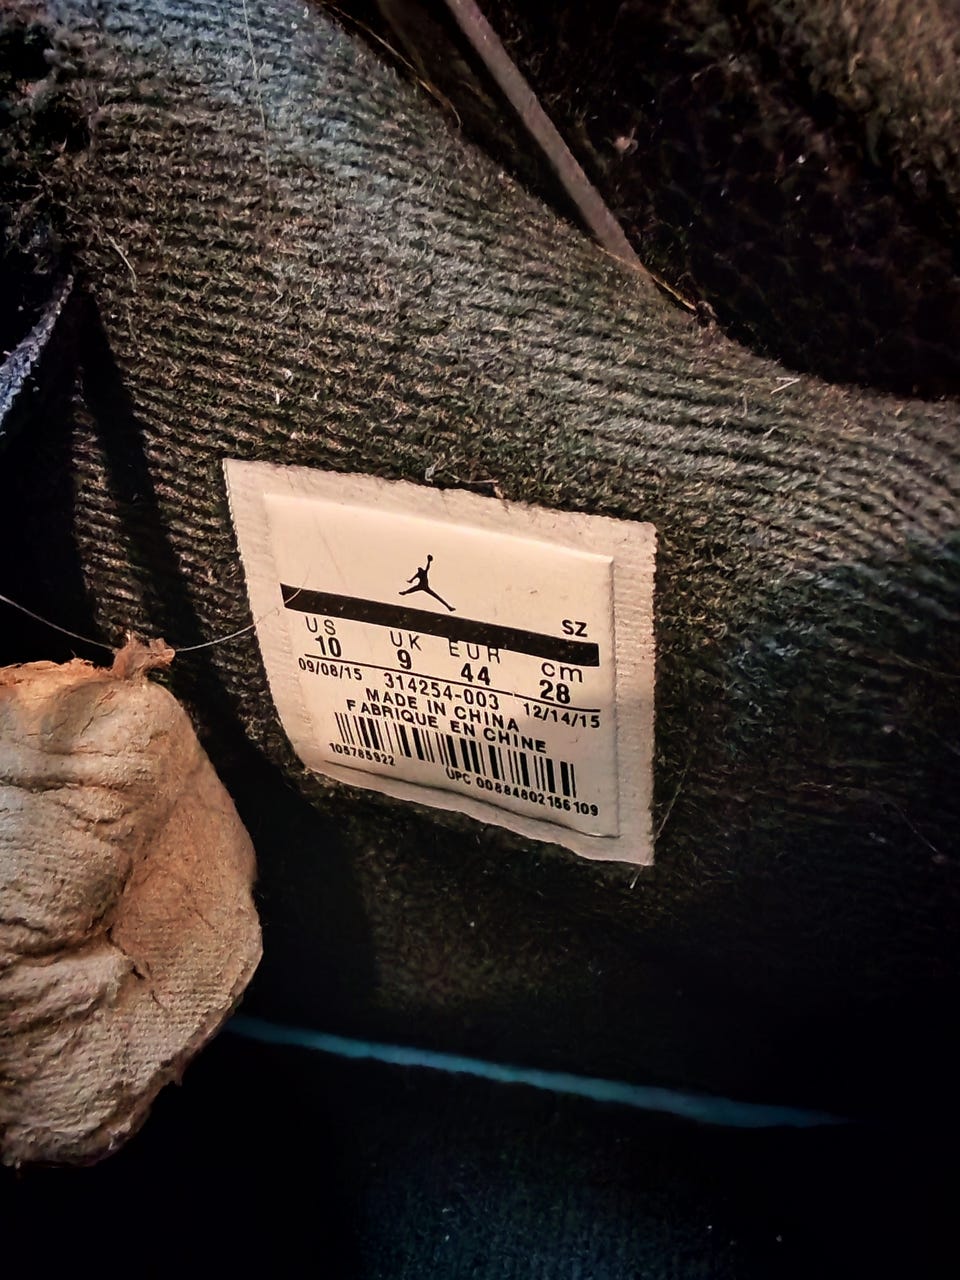 SZ
US UK EUR cm
10 9 44 28
09/08/15 314254-003 12/14/15
MADE IN CHINA
FABRIQUE EN CHINE
105785922 UPC 00884802156109